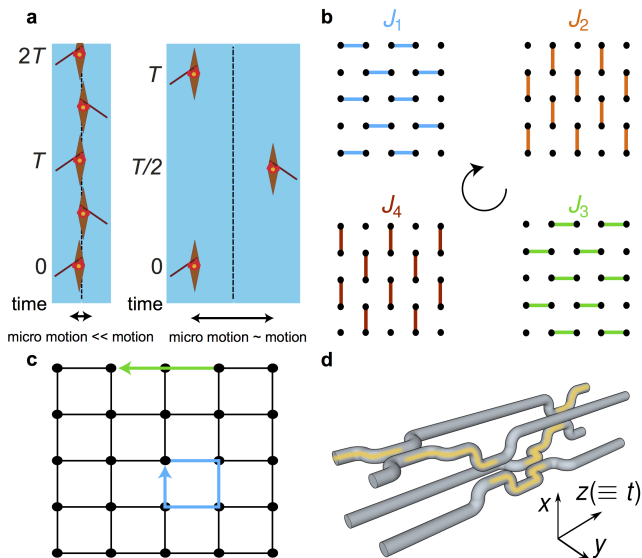 a
2T
T
0
time
micro motion << motion
T
T/2
0
time
micro motion ~ motion
b
J1
J2
J4
J3
c
d
x
z(≡ t)
y